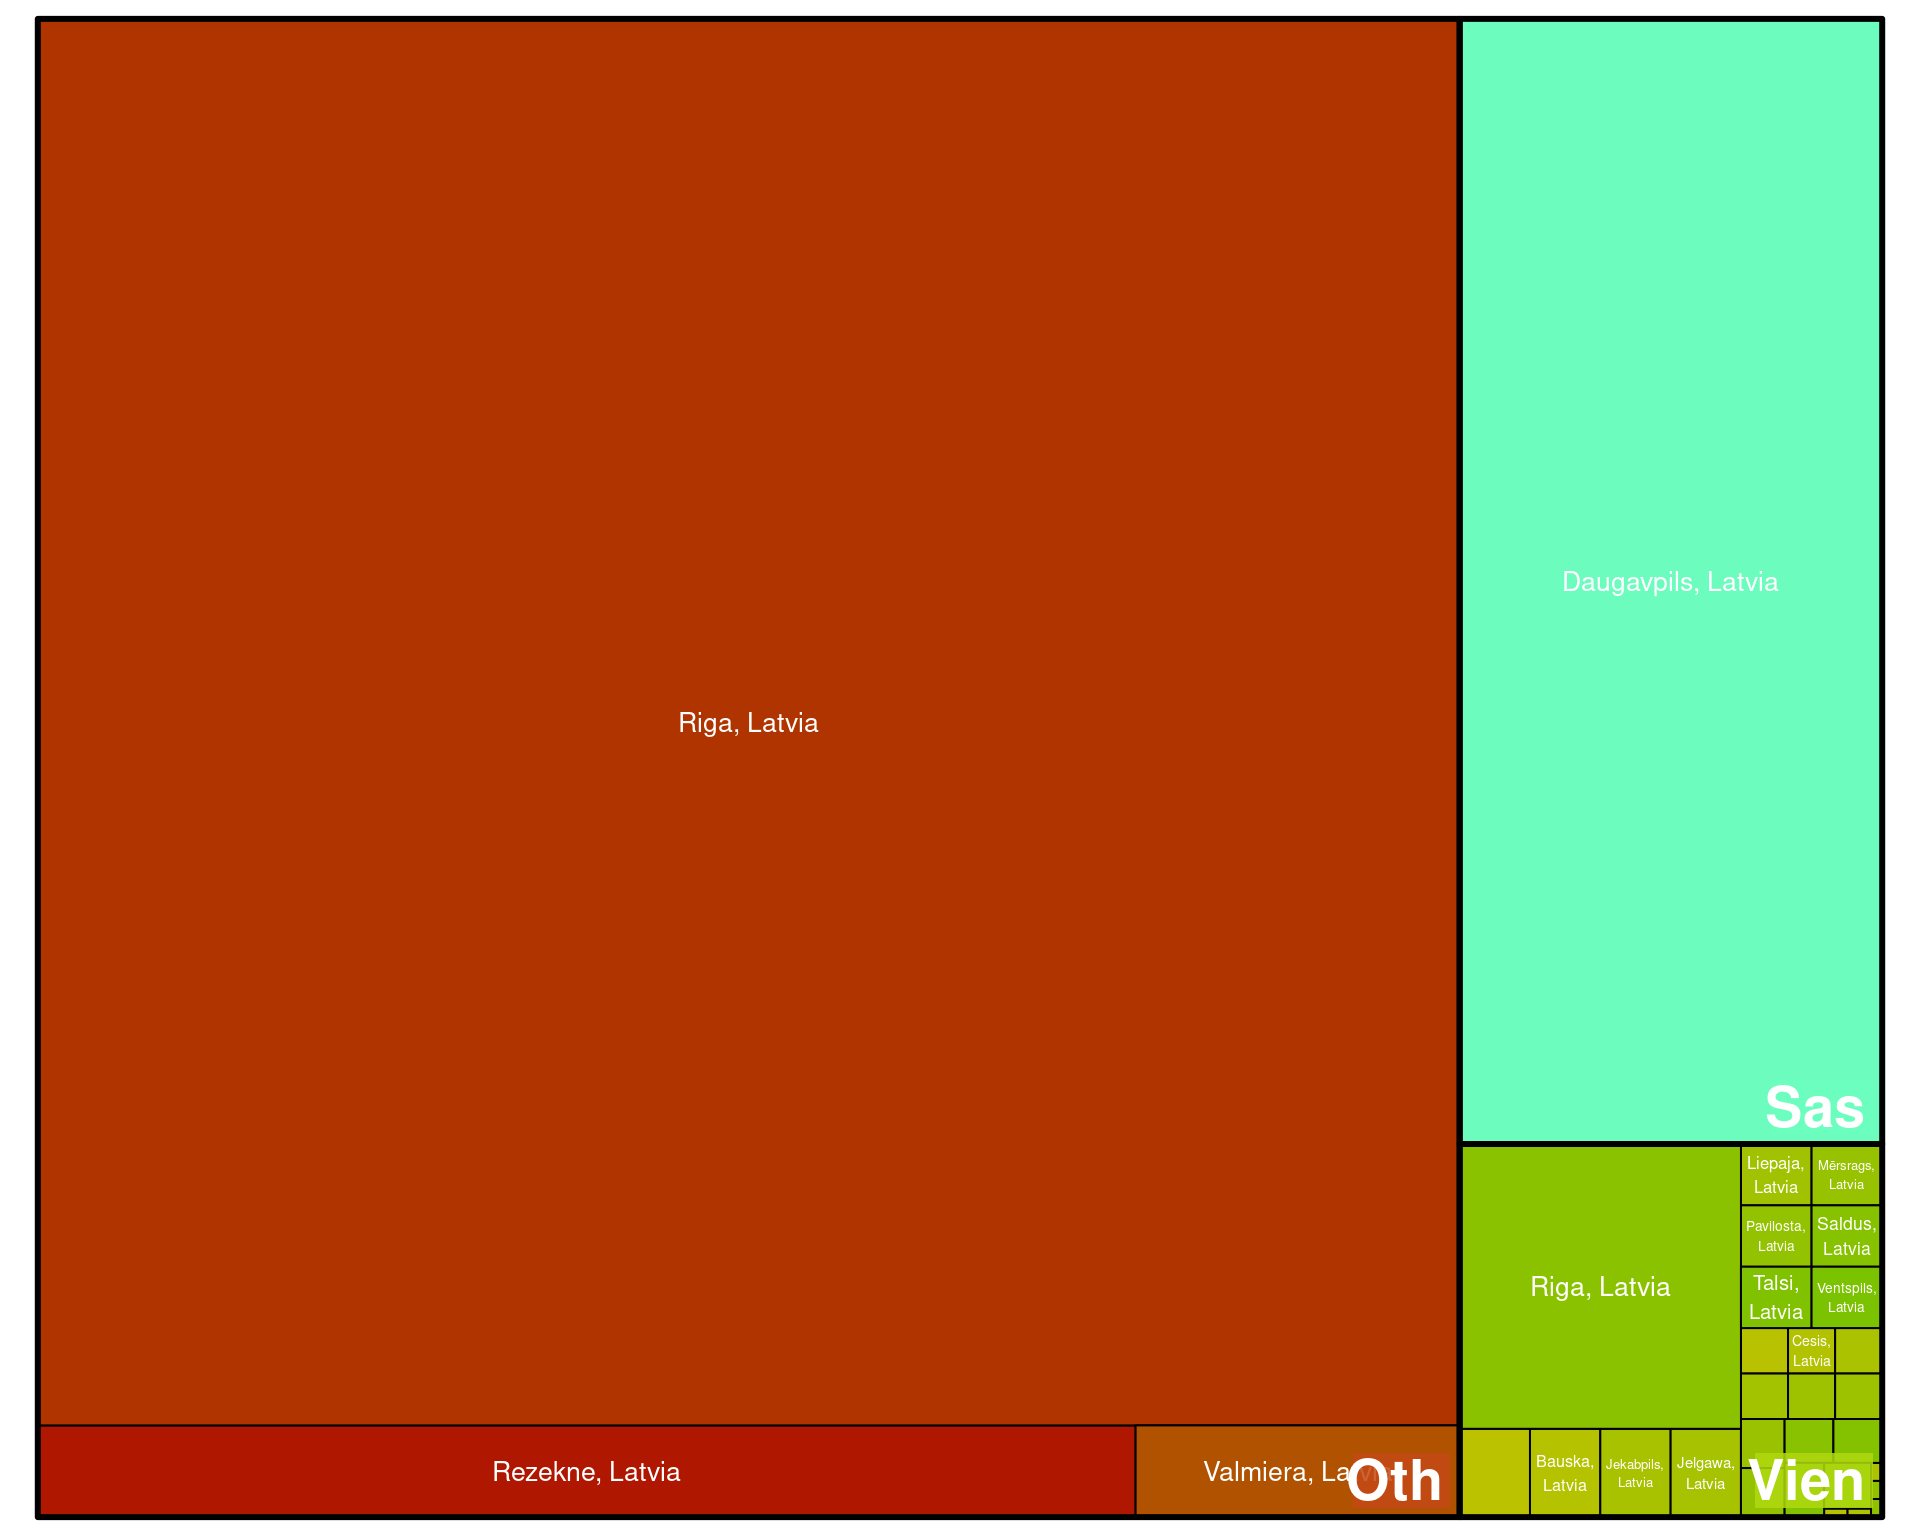 Riga, Latvia
Rezekne, Latvia
Valmiera, La
Oth
Daugavpils, Latvia
Sas
Riga, Latvia
Bauska,
Latvia
Jekabpils,
Latvia
Jelgawa,
Latvia
Liepaja,
Latvia
Mērsrags,
Latvia
Pavilosta,
Latvia
Saldus,
Latvia
Talsi,
Latvia
Ventspils,
Latvia
Cesis,
Latvia
Vien